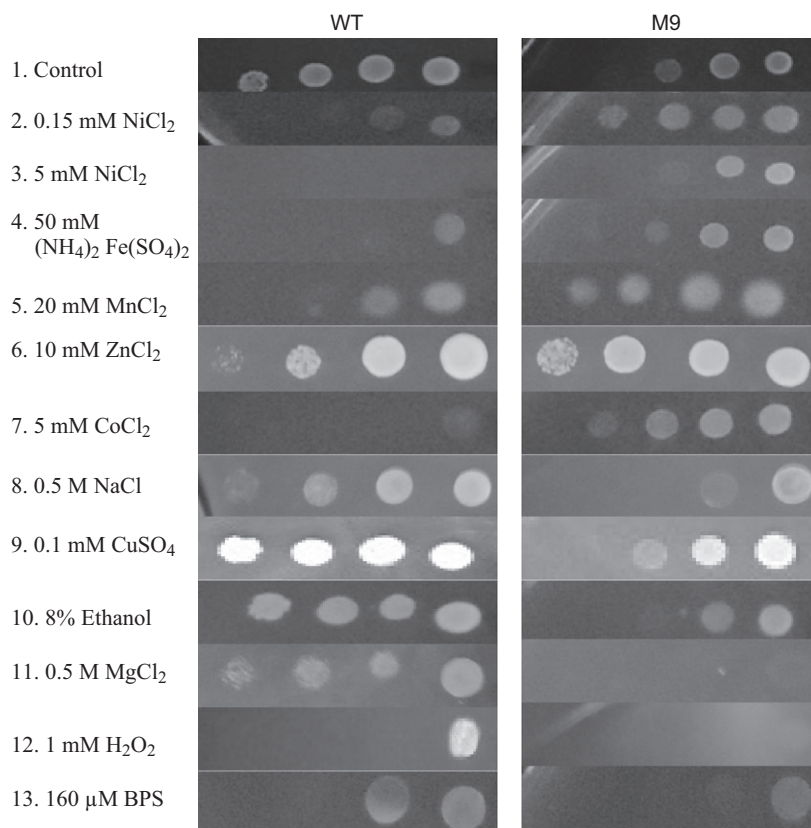 WT M9
1. Control
2. 0.15 mM NiCl₂
3. 5 mM NiCl₂
4. 50 mM
(NH₄)₂ Fe(SO₄)₂
5. 20 mM MnCl₂
6. 10 mM ZnCl₂
7. 5 mM CoCl₂
8. 0.5 M NaCl
9. 0.1 mM CuSO₄
10. 8% Ethanol
11. 0.5 M MgCl₂
12. 1 mM H₂O₂
13. 160 µM BPS